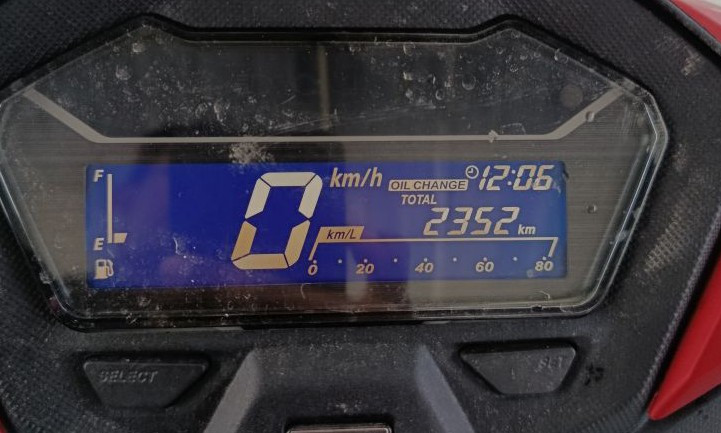 F
km/h
OIL CHANGE
12:06
TOTAL
2352 km
0
km/L
E
0 20 40 60 80
SELECT
SET